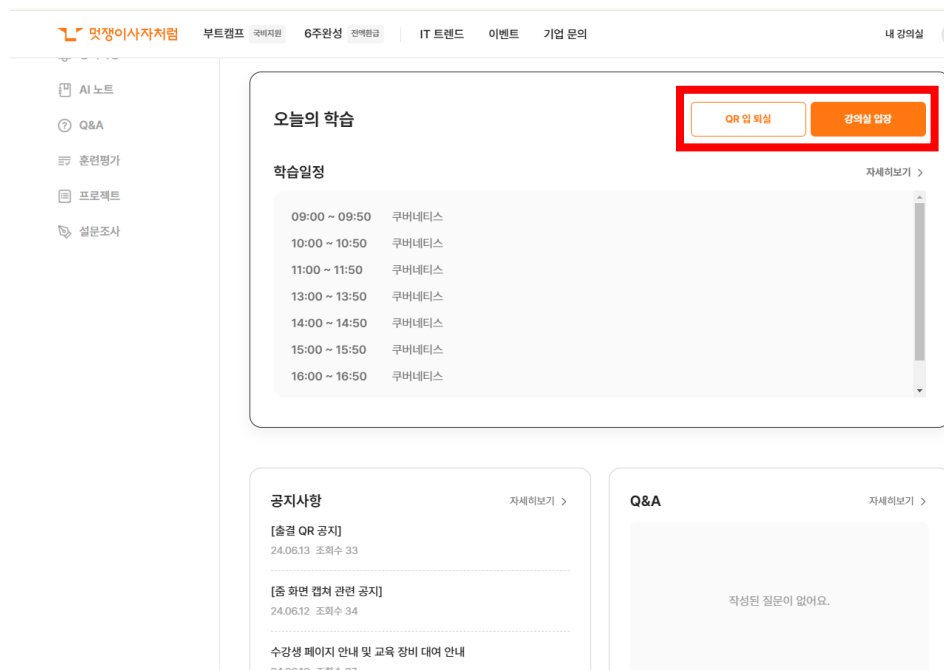 멋쟁이사자처럼 부트캠프 국비지원 6주완성 전액환급 IT 트렌드 이벤트 기업 문의 내 강의실
AI 노트
Q&A
훈련평가
프로젝트
설문조사
오늘의 학습
QR 입 퇴실 강의실 입장
학습일정 자세히보기 >
09:00 ~ 09:50 쿠버네티스
10:00 ~ 10:50 쿠버네티스
11:00 ~ 11:50 쿠버네티스
13:00 ~ 13:50 쿠버네티스
14:00 ~ 14:50 쿠버네티스
15:00 ~ 15:50 쿠버네티스
16:00 ~ 16:50 쿠버네티스
공지사항 자세히보기 >
[출결 QR 공지]
24.06.13 조회수 33
[줌 화면 캡쳐 관련 공지]
24.06.12 조회수 34
수강생 페이지 안내 및 교육 장비 대여 안내
Q&A 자세히보기 >
작성된 질문이 없어요.